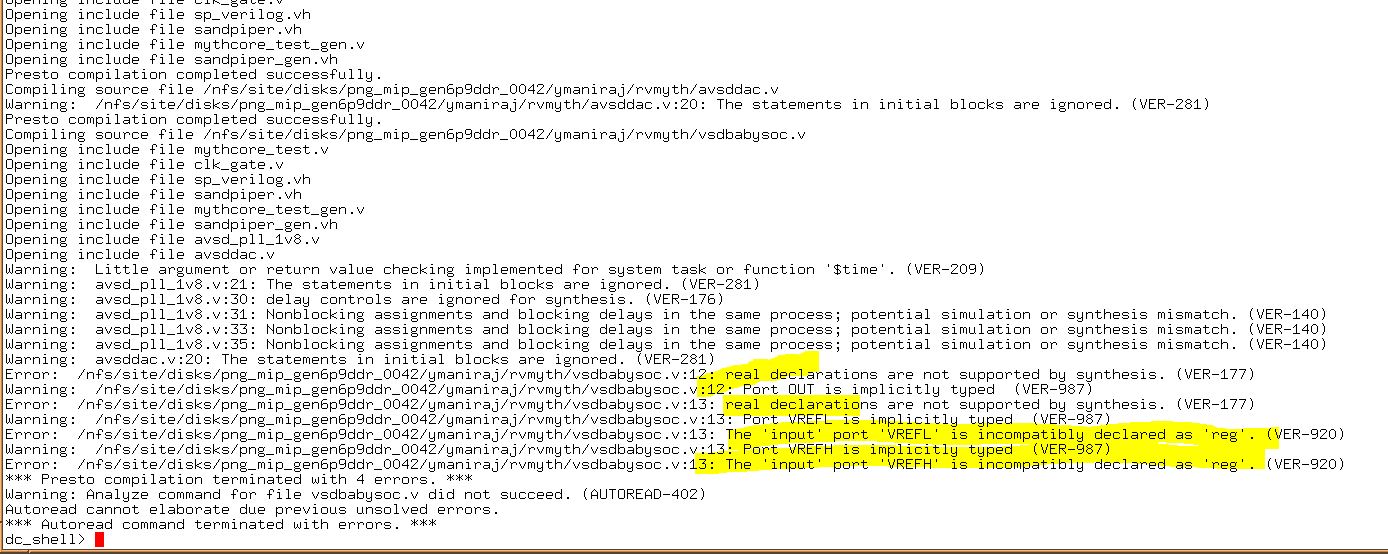 Opening include file clk_gate.v
Opening include file sp_verilog.vh
Opening include file sandpiper.vh
Opening include file mythcore_test_gen.v
Opening include file sandpiper_gen.vh
Presto compilation completed successfully.
Compiling source file /nfs/site/disks/png_mip_gen6p9ddr_0042/ymaniraj/rvmyth/avsddac.v
Warning:  /nfs/site/disks/png_mip_gen6p9ddr_0042/ymaniraj/rvmyth/avsddac.v:20: The statements in initial blocks are ignored. (VER-281)
Presto compilation completed successfully.
Compiling source file /nfs/site/disks/png_mip_gen6p9ddr_0042/ymaniraj/rvmyth/vsdbabysoc.v
Opening include file mythcore_test.v
Opening include file clk_gate.v
Opening include file sp_verilog.vh
Opening include file sandpiper.vh
Opening include file mythcore_test_gen.v
Opening include file sandpiper_gen.vh
Opening include file avsd_pll_1v8.v
Opening include file avsddac.v
Warning:  Little argument or return value checking implemented for system task or function '$time'. (VER-209)
Warning:  avsd_pll_1v8.v:21: The statements in initial blocks are ignored. (VER-281)
Warning:  avsd_pll_1v8.v:30: delay controls are ignored for synthesis. (VER-176)
Warning:  avsd_pll_1v8.v:31: Nonblocking assignments and blocking delays in the same process; potential simulation or synthesis mismatch. (VER-140)
Warning:  avsd_pll_1v8.v:33: Nonblocking assignments and blocking delays in the same process; potential simulation or synthesis mismatch. (VER-140)
Warning:  avsd_pll_1v8.v:35: Nonblocking assignments and blocking delays in the same process; potential simulation or synthesis mismatch. (VER-140)
Warning:  avsddac.v:20: The statements in initial blocks are ignored. (VER-281)
Error:  /nfs/site/disks/png_mip_gen6p9ddr_0042/ymaniraj/rvmyth/vsdbabysoc.v:12: real declarations are not supported by synthesis. (VER-177)
Warning:  /nfs/site/disks/png_mip_gen6p9ddr_0042/ymaniraj/rvmyth/vsdbabysoc.v:12: Port OUT is implicitly typed  (VER-987)
Error:  /nfs/site/disks/png_mip_gen6p9ddr_0042/ymaniraj/rvmyth/vsdbabysoc.v:13: real declarations are not supported by synthesis. (VER-177)
Warning:  /nfs/site/disks/png_mip_gen6p9ddr_0042/ymaniraj/rvmyth/vsdbabysoc.v:13: Port VREFL is implicitly typed  (VER-987)
Error:  /nfs/site/disks/png_mip_gen6p9ddr_0042/ymaniraj/rvmyth/vsdbabysoc.v:13: The 'input' port 'VREFL' is incompatibly declared as 'reg'. (VER-920)
Warning:  /nfs/site/disks/png_mip_gen6p9ddr_0042/ymaniraj/rvmyth/vsdbabysoc.v:13: Port VREFH is implicitly typed  (VER-987)
Error:  /nfs/site/disks/png_mip_gen6p9ddr_0042/ymaniraj/rvmyth/vsdbabysoc.v:13: The 'input' port 'VREFH' is incompatibly declared as 'reg'. (VER-920)
*** Presto compilation terminated with 4 errors. ***
Warning: Analyze command for file vsdbabysoc.v did not succeed. (AUTOREAD-402)
Autoread cannot elaborate due previous unsolved errors.
*** Autoread command terminated with errors. ***
dc_shell>